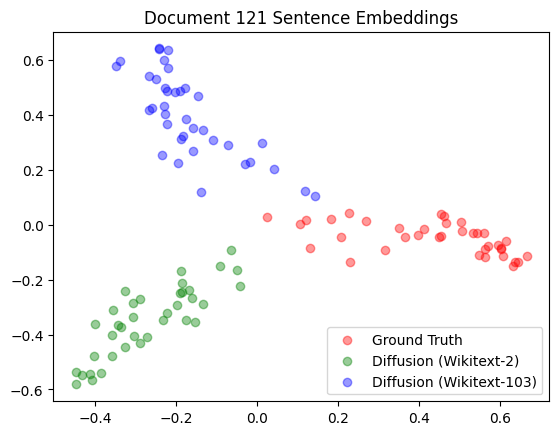 Document 121 Sentence Embeddings
0.6
0.4
0.2
0.0
−0.2
−0.4
−0.6
Ground Truth
Diffusion (Wikitext-2)
Diffusion (Wikitext-103)
−0.4 −0.2 0.0 0.2 0.4 0.6